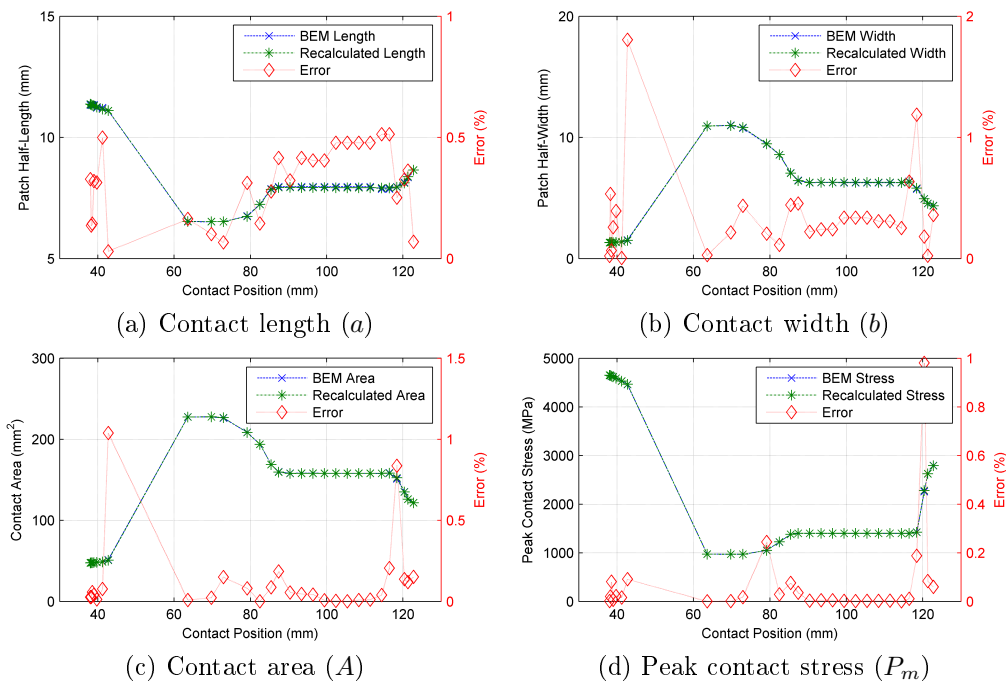 15
10
5
Patch Half-Length (mm)
BEM Length
Recalculated Length
Error
1
0.5
0
Error (%)
40 60 80 100 120
Contact Position (mm)
(a) Contact length (a)
20
10
0
Patch Half-Width (mm)
BEM Width
Recalculated Width
Error
2
1
0
Error (%)
40 60 80 100 120
Contact Position (mm)
(b) Contact width (b)
300
200
100
0
Contact Area (mm²)
BEM Area
Recalculated Area
Error
1.5
1
0.5
0
Error (%)
40 60 80 100 120
Contact Position (mm)
(c) Contact area (A)
5000
4000
3000
2000
1000
0
Peak Contact Stress (MPa)
BEM Stress
Recalculated Stress
Error
1
0.8
0.6
0.4
0.2
0
Error (%)
40 60 80 100 120
Contact Position (mm)
(d) Peak contact stress (Pm)